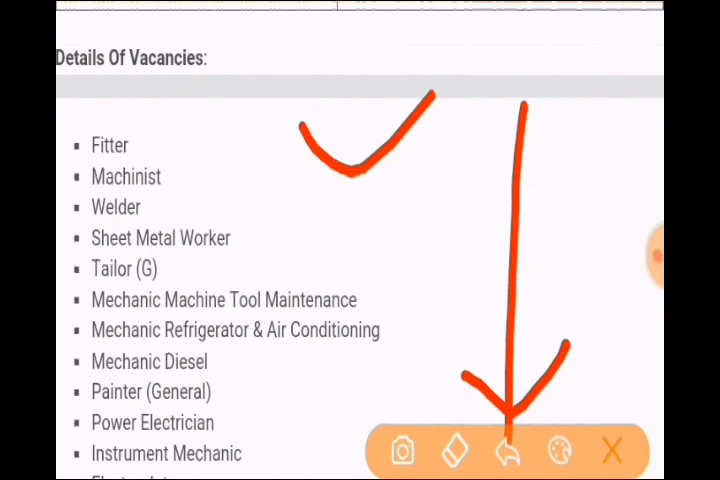 Details Of Vacancies:
Fitter
Machinist
Welder
Sheet Metal Worker
Tailor (G)
Mechanic Machine Tool Maintenance
Mechanic Refrigerator & Air Conditioning
Mechanic Diesel
Painter (General)
Power Electrician
Instrument Mechanic